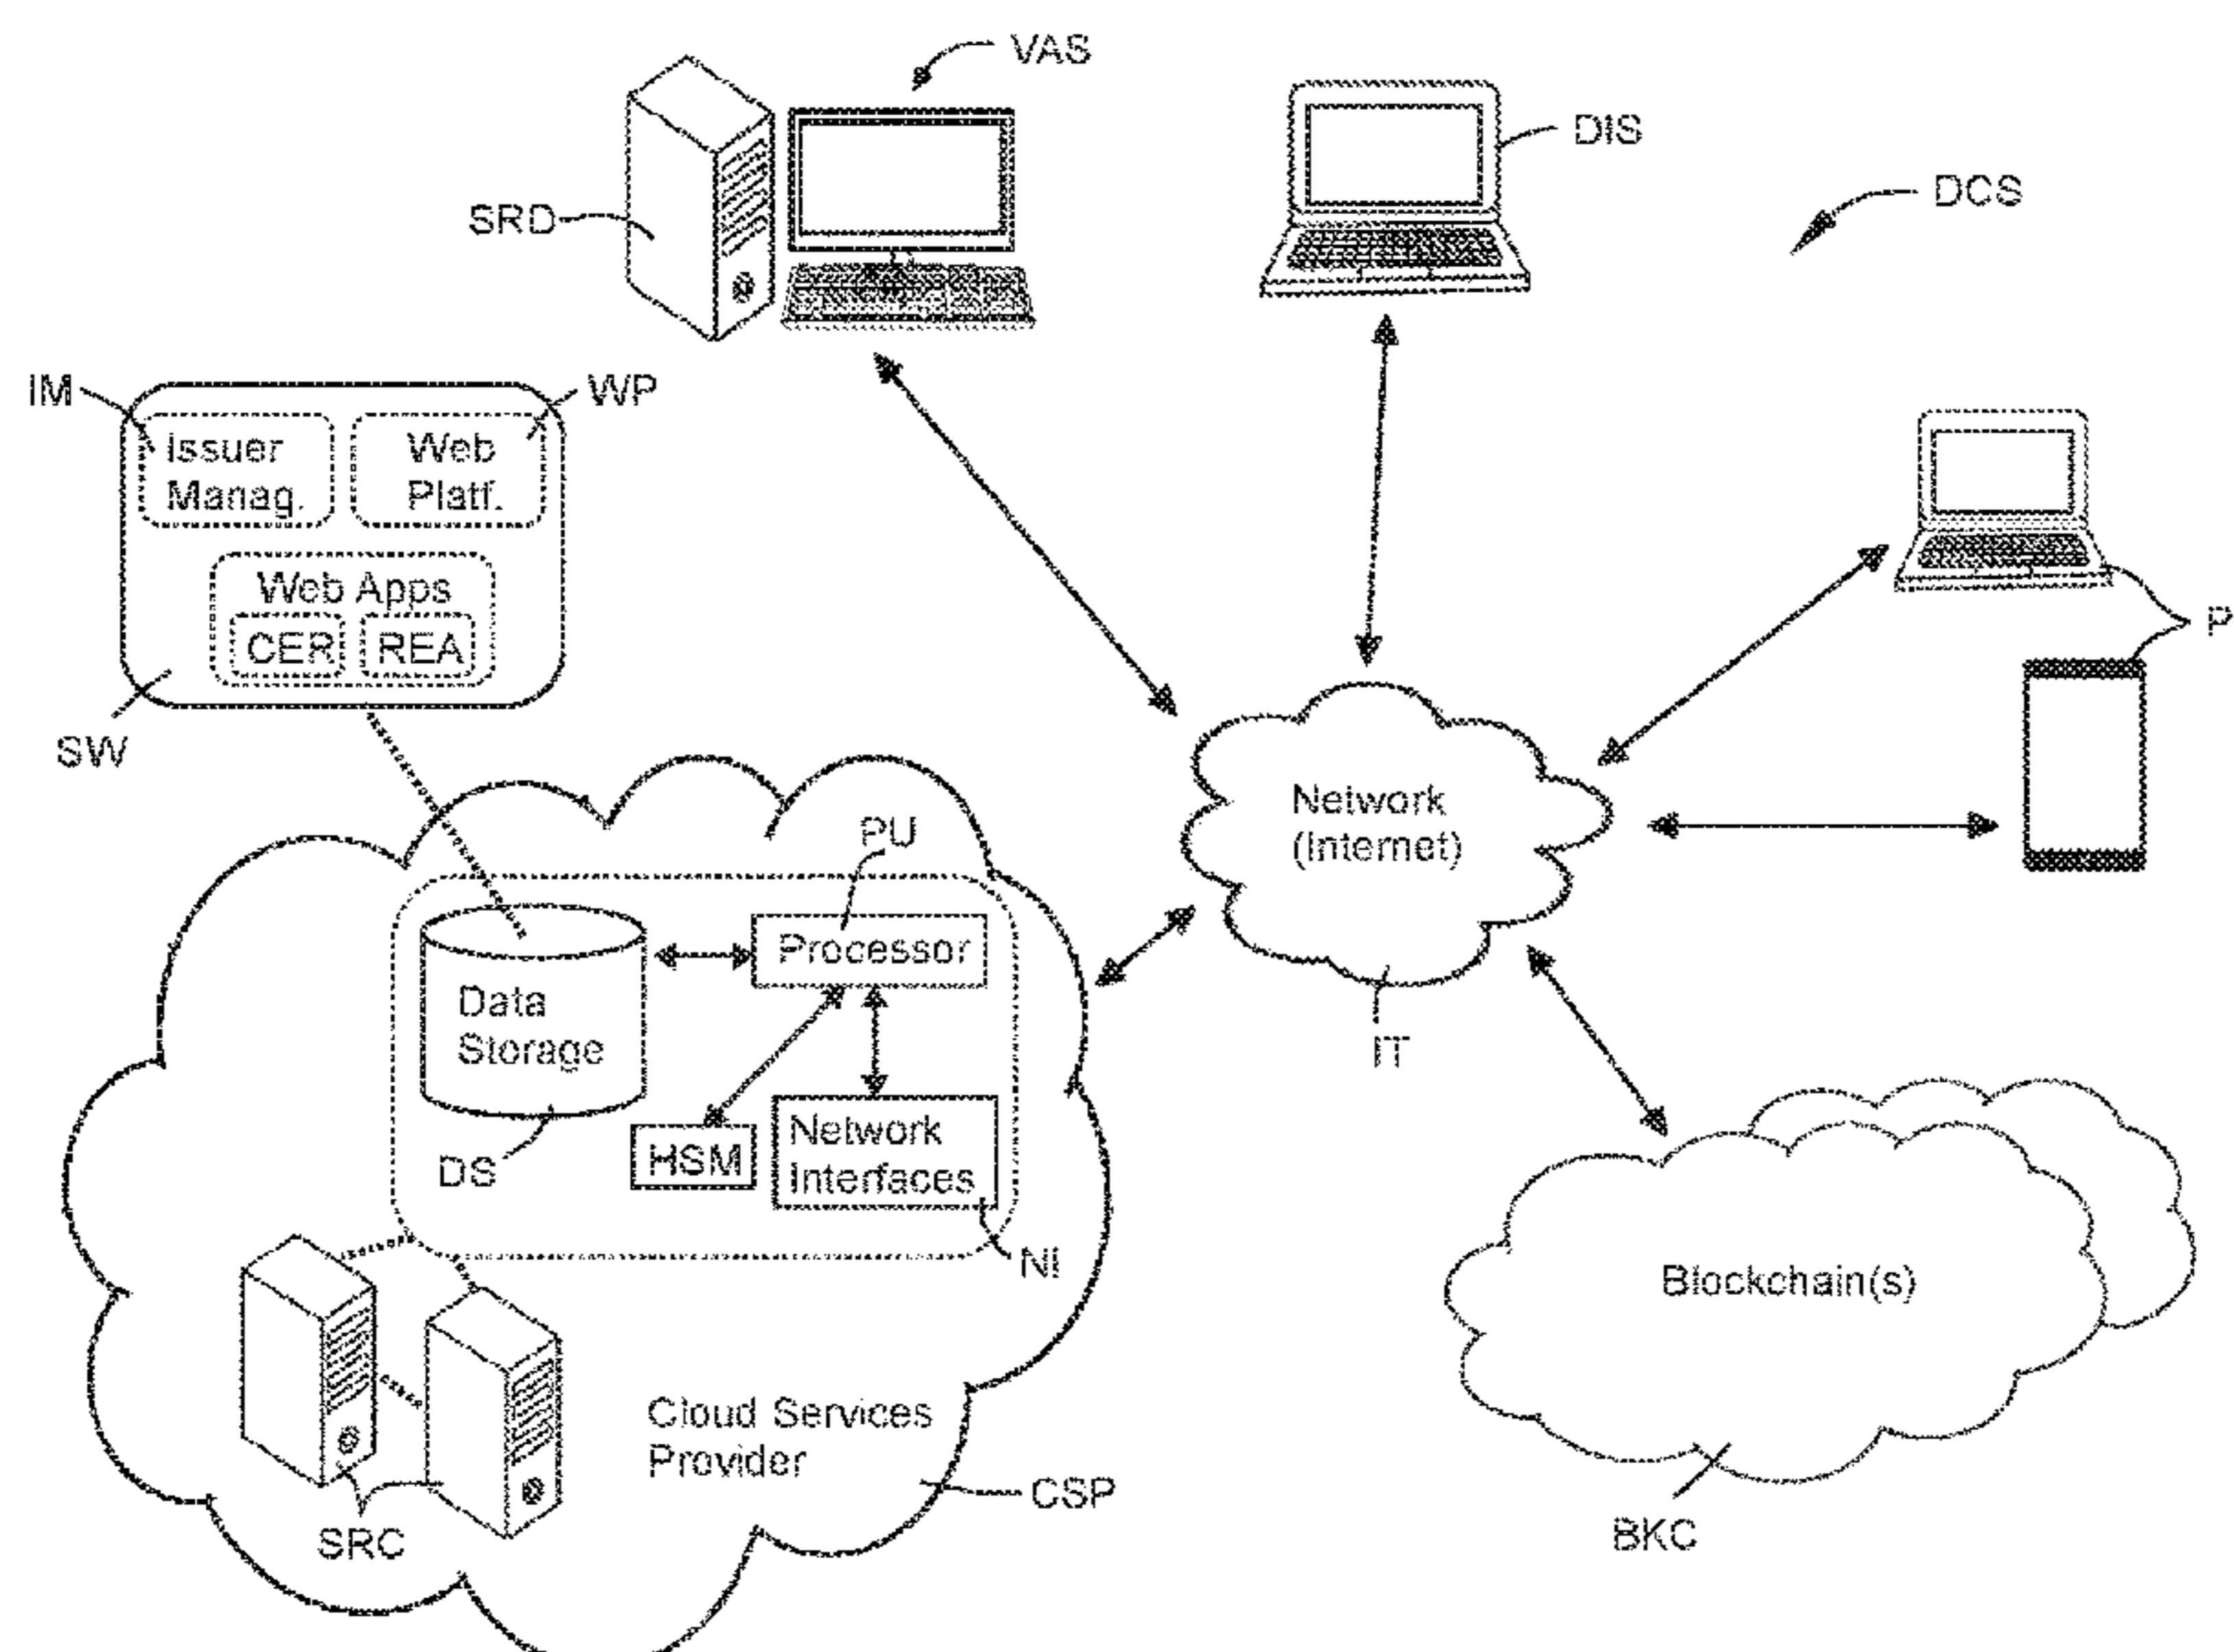 VAS
DIS
DCS
SRD
IM
WP
Issuer
Manag.
Web
Platf.
Web Apps
CER
REA
SW
P
Network
(Internet)
IT
PU
Processor
Data
Storage
DS
HSM
Network
Interfaces
NI
Blockchain(s)
BKC
Cloud Services
Provider
CSP
SRC